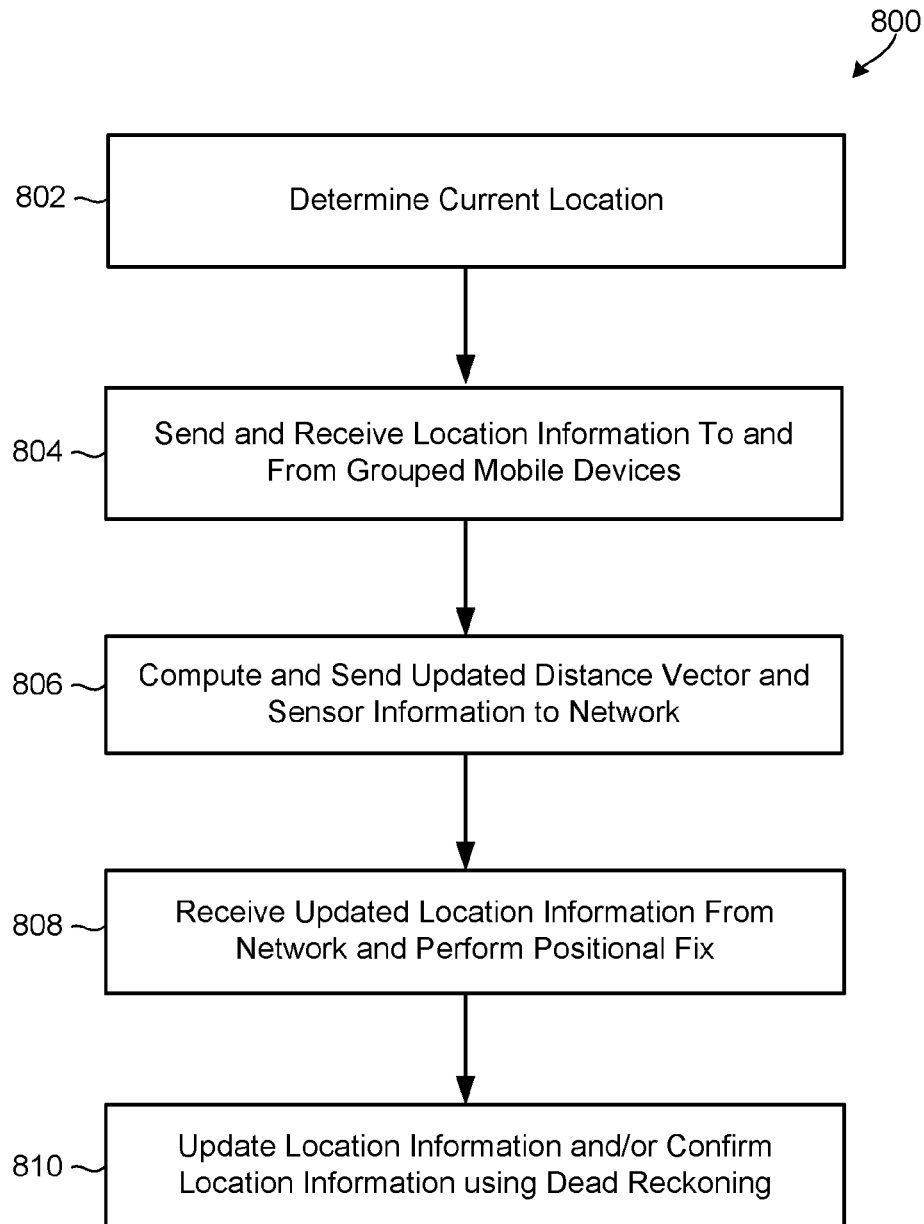 800
802
Determine Current Location
804
Send and Receive Location Information To and
From Grouped Mobile Devices
806
Compute and Send Updated Distance Vector and
Sensor Information to Network
808
Receive Updated Location Information From
Network and Perform Positional Fix
810
Update Location Information and/or Confirm
Location Information using Dead Reckoning